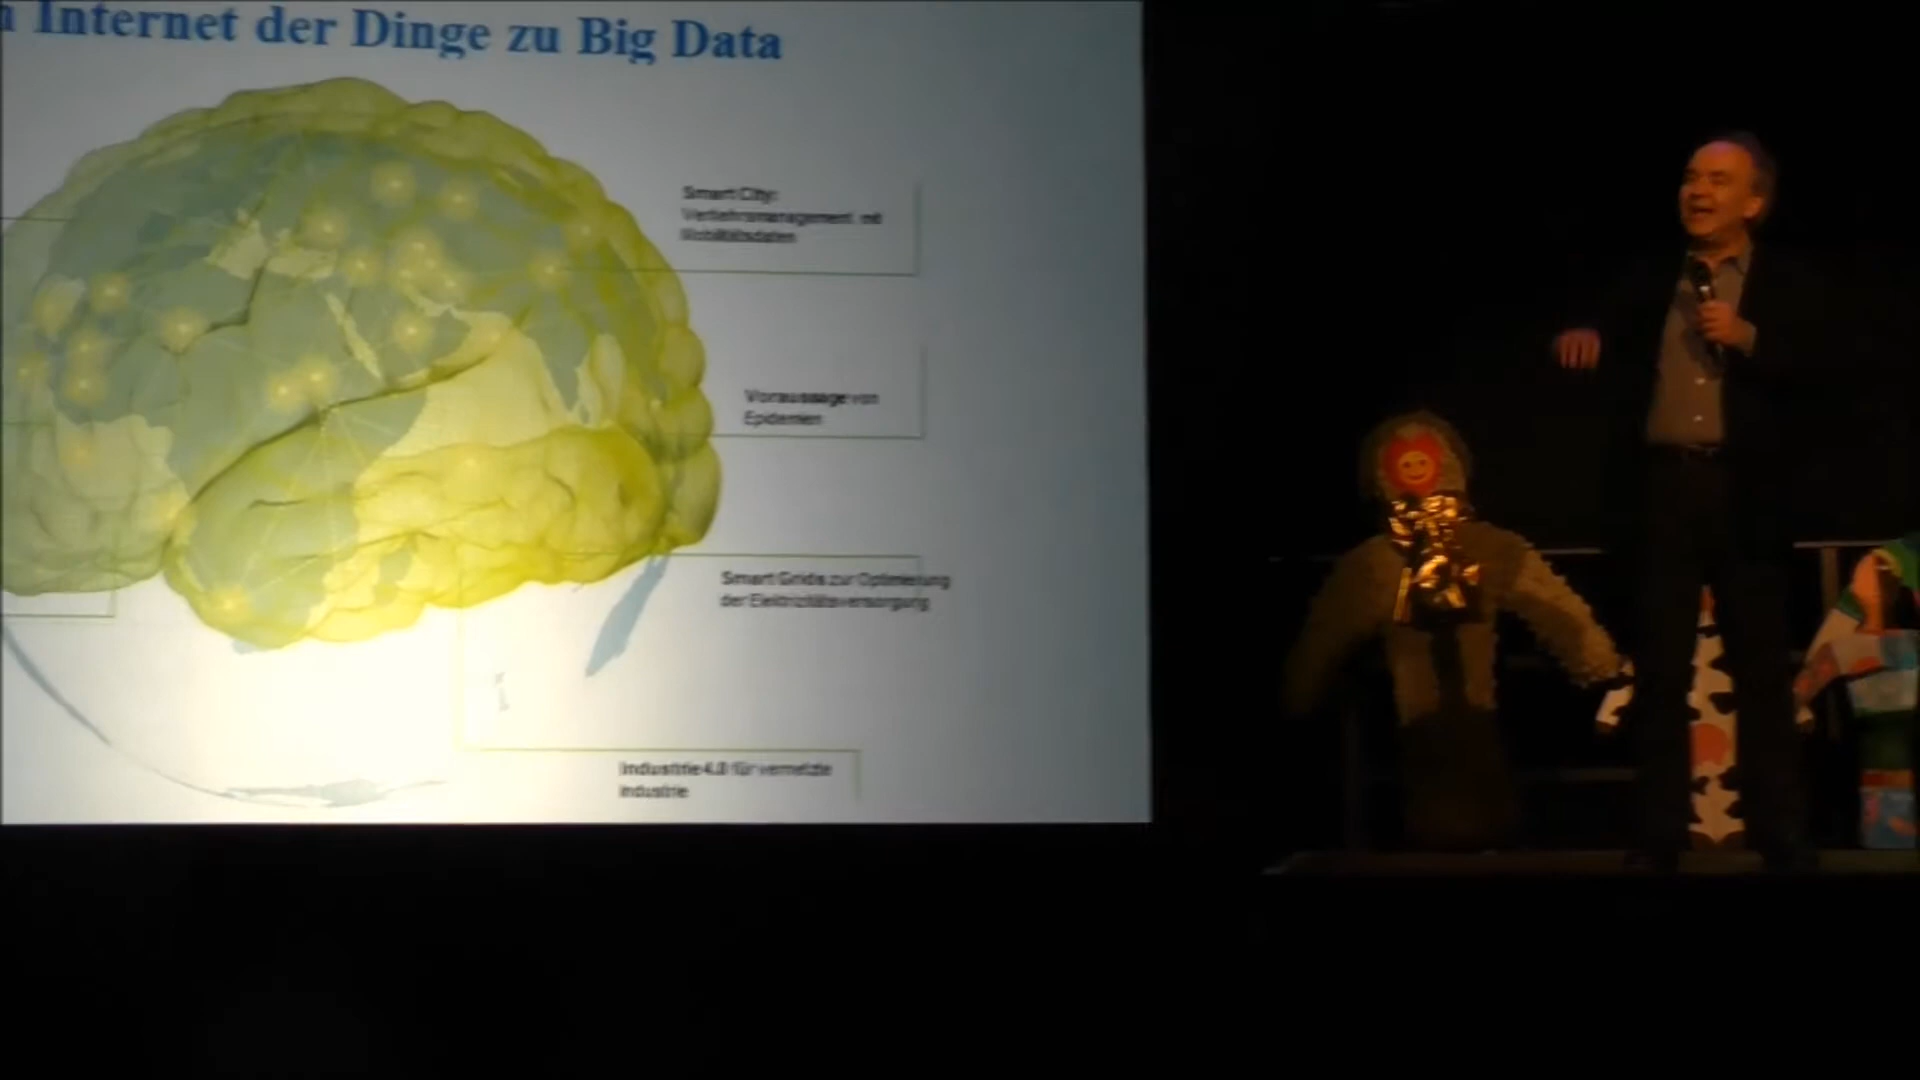 Internet der Dinge zu Big Data
Smart City:
Verkehrsmanagement mit
Mobilitätsdaten
Voraussage von
Epidemien
Smart Grids zur Optimierung
der Elektrizitätsversorgung
Industrie 4.0 für vernetzte
Industrie